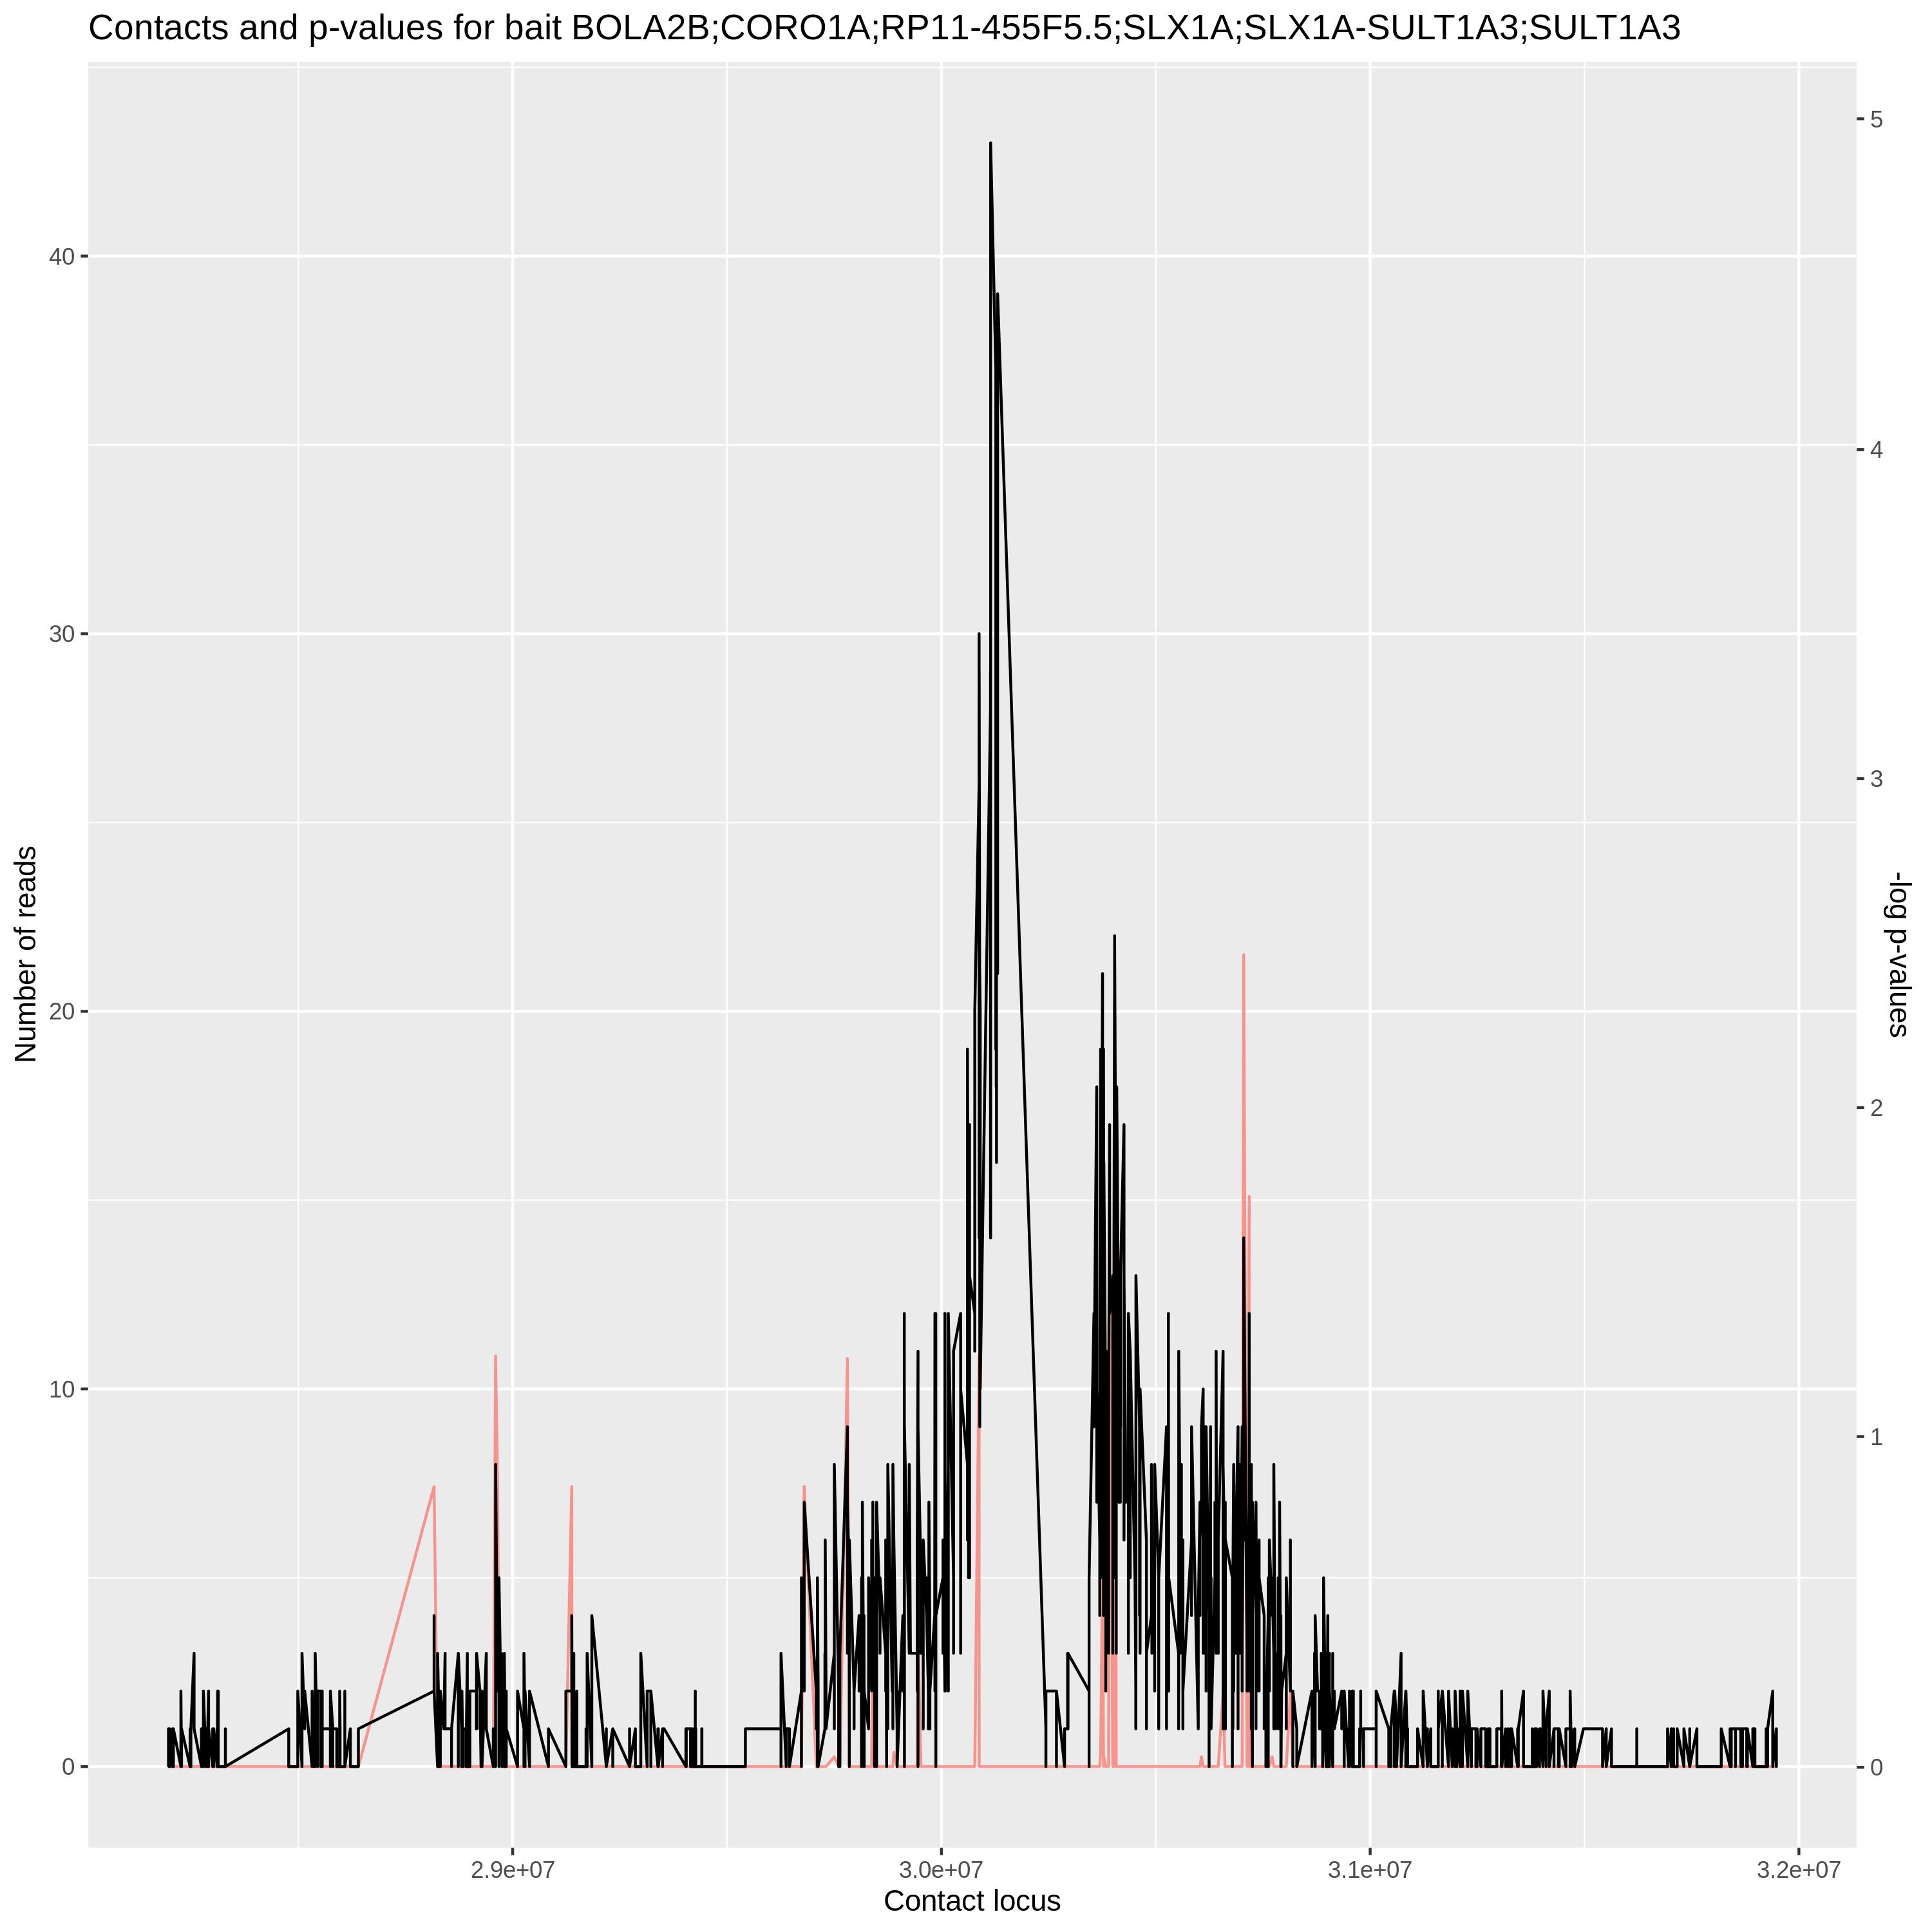 Contacts and p-values for bait BOLA2B;CORO1A;RP11-455F5.5;SLX1A;SLX1A-SULT1A3;SULT1A3
Number of reads
40
30
20
10
0
5
4
3
2
1
0
-log p-values
2.9e+07
3.0e+07
3.1e+07
3.2e+07
Contact locus